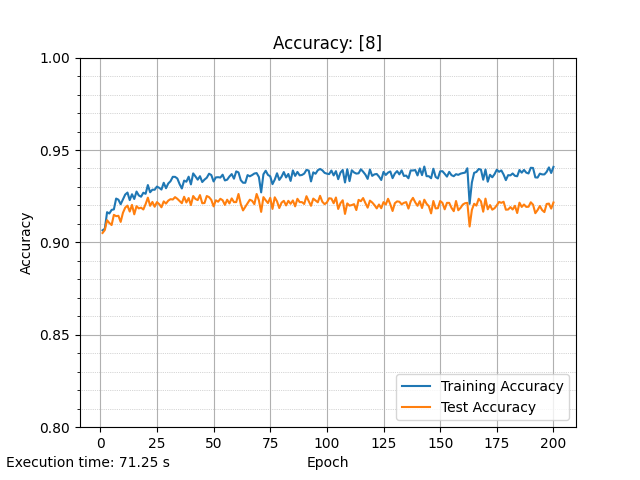 Accuracy: [8]
1.00
0.95
0.90
0.85
0.80
Accuracy
Training Accuracy
Test Accuracy
0 25 50 75 100 125 150 175 200
Execution time: 71.25 s
Epoch